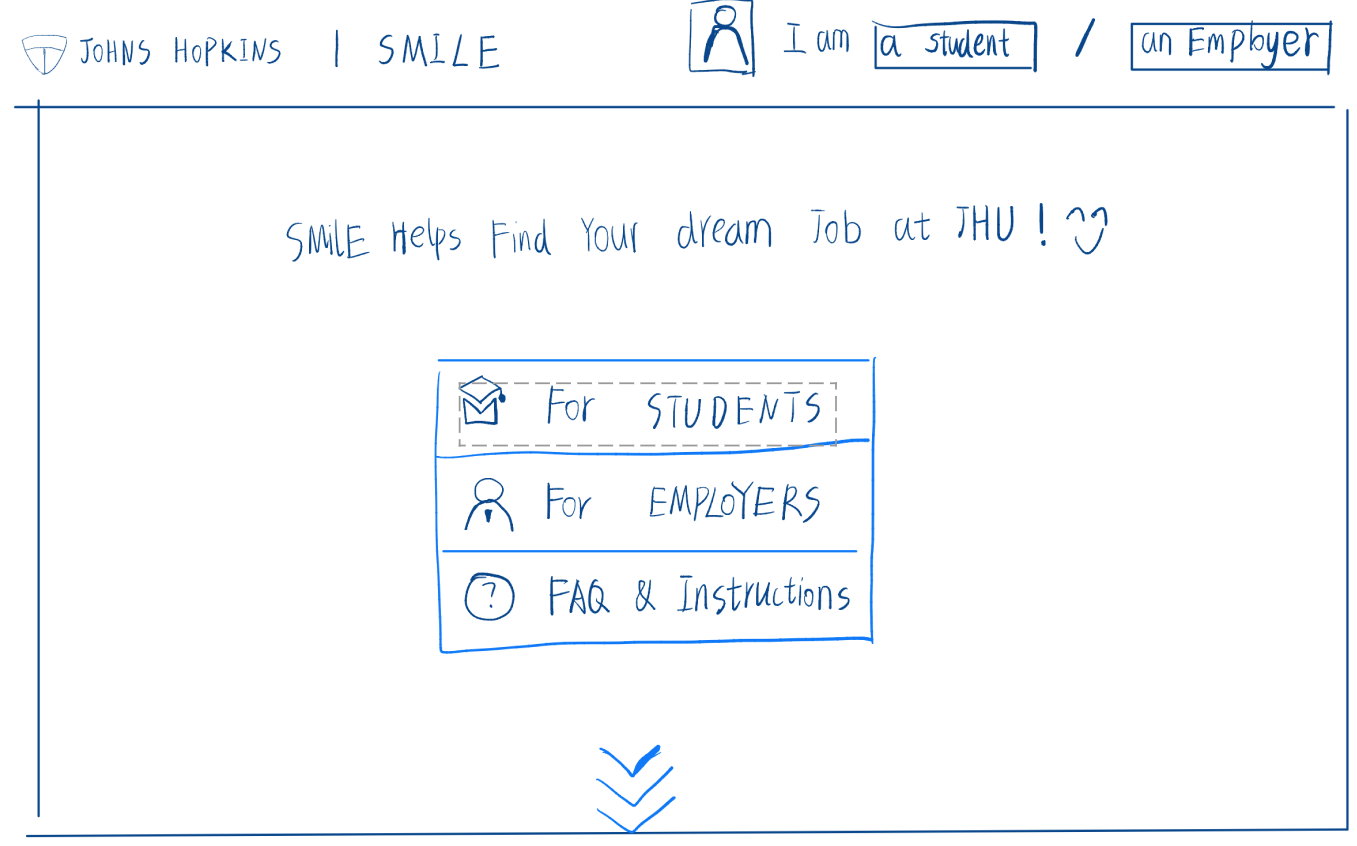 JOHNS HOPKINS | SMILE I am a student / an Employer
SMilE Helps Find Your dream Job at JHU !
For STUDENTS
For EMPLOYERS
? FAQ & Instructions